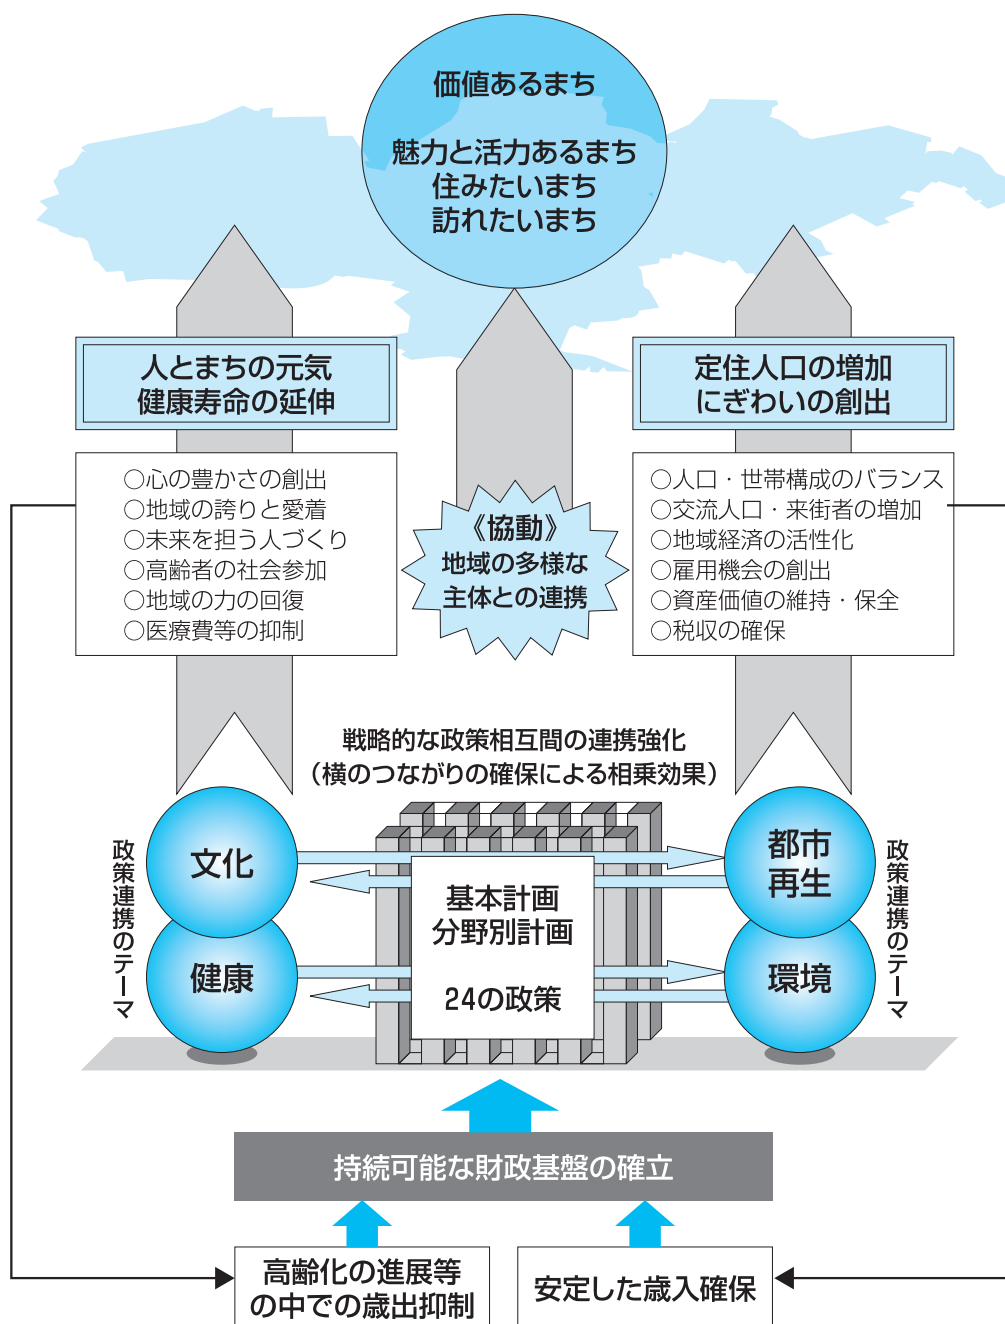 価値あるまち
魅力と活力あるまち
住みたいまち
訪れたいまち
人とまちの元気
健康寿命の延伸
○心の豊かさの創出
○地域の誇りと愛着
○未来を担う人づくり
○高齢者の社会参加
○地域の力の回復
○医療費等の抑制
《協動》
地域の多様な
主体との連携
定住人口の増加
にぎわいの創出
○人口・世帯構成のバランス
○交流人口・来街者の増加
○地域経済の活性化
○雇用機会の創出
○資産価値の維持・保全
○税収の確保
戦略的な政策相互間の連携強化
（横のつながりの確保による相乗効果）
政策連携のテーマ
文化
健康
基本計画
分野別計画
24の政策
都市
再生
環境
政策連携のテーマ
持続可能な財政基盤の確立
高齢化の進展等
の中での歳出抑制
安定した歳入確保